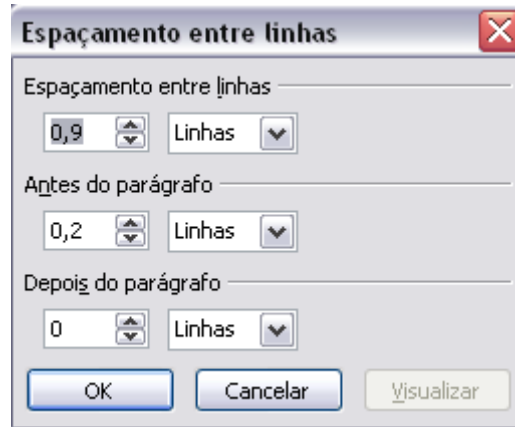 Espaçamento entre linhas
Espaçamento entre linhas
0,9 Linhas
Antes do parágrafo
0,2 Linhas
Depois do parágrafo
0 Linhas
OK Cancelar Visualizar